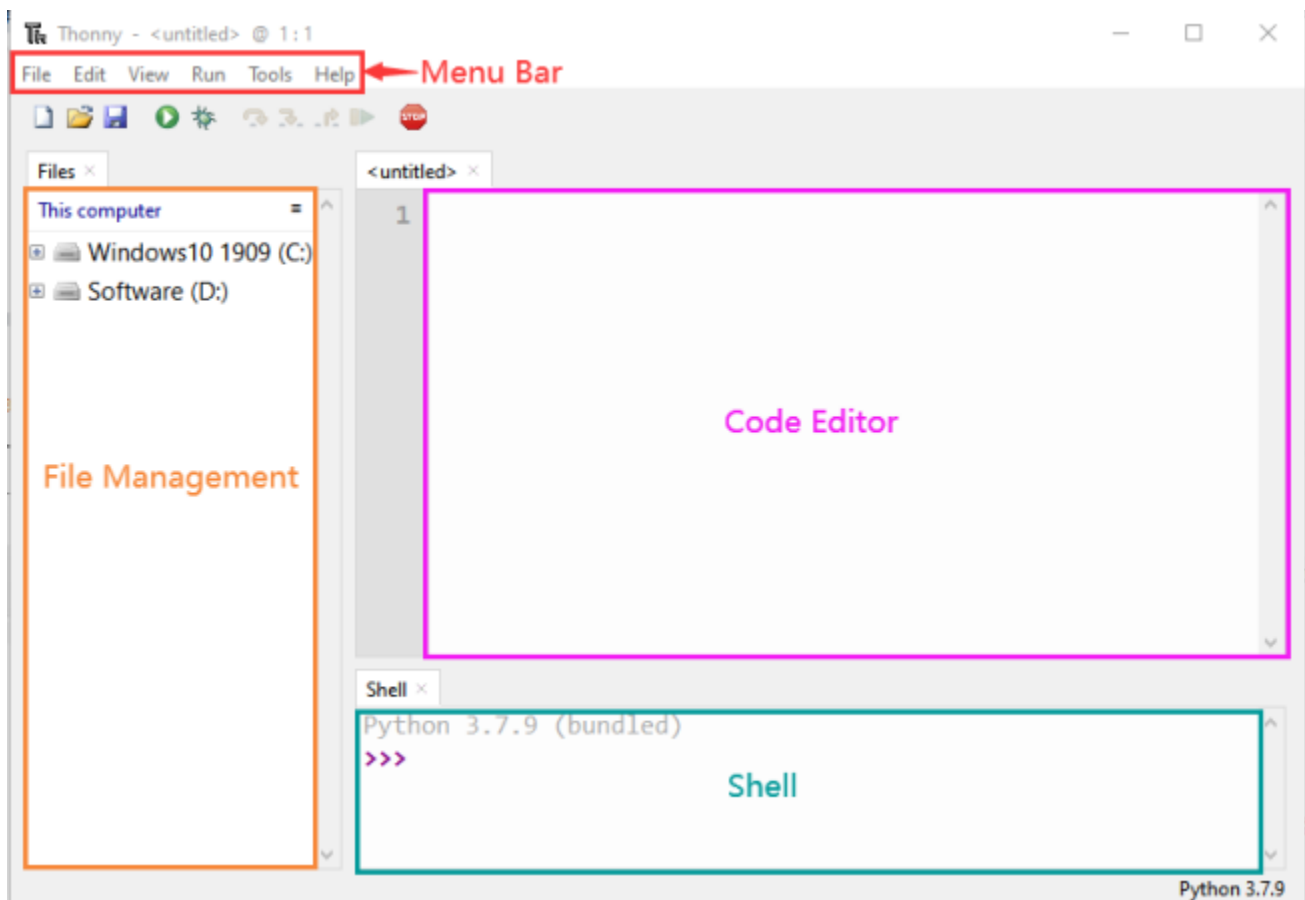 Thonny - <untitled> @ 1:1
File Edit View Run Tools Help
Menu Bar
STOP
Files
<untitled>
This computer
1
Windows10 1909 (C:)
Software (D:)
Code Editor
File Management
Shell
Python 3.7.9 (bundled)
>>>
Shell
Python 3.7.9